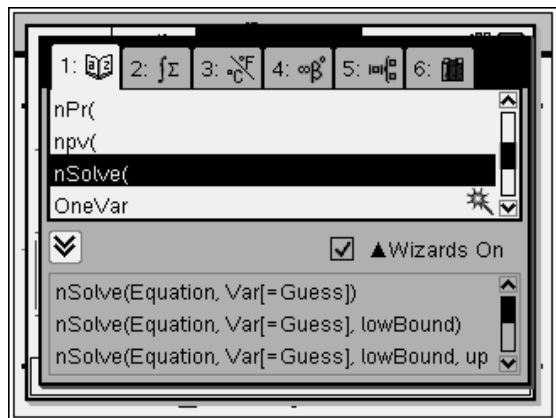 1: 2: ∫Σ 3: °C°F 4: ∞β° 5: 6:
nPr(
npv(
nSolve(
OneVar
▲Wizards On
nSolve(Equation, Var[=Guess])
nSolve(Equation, Var[=Guess], lowBound)
nSolve(Equation, Var[=Guess], lowBound, up